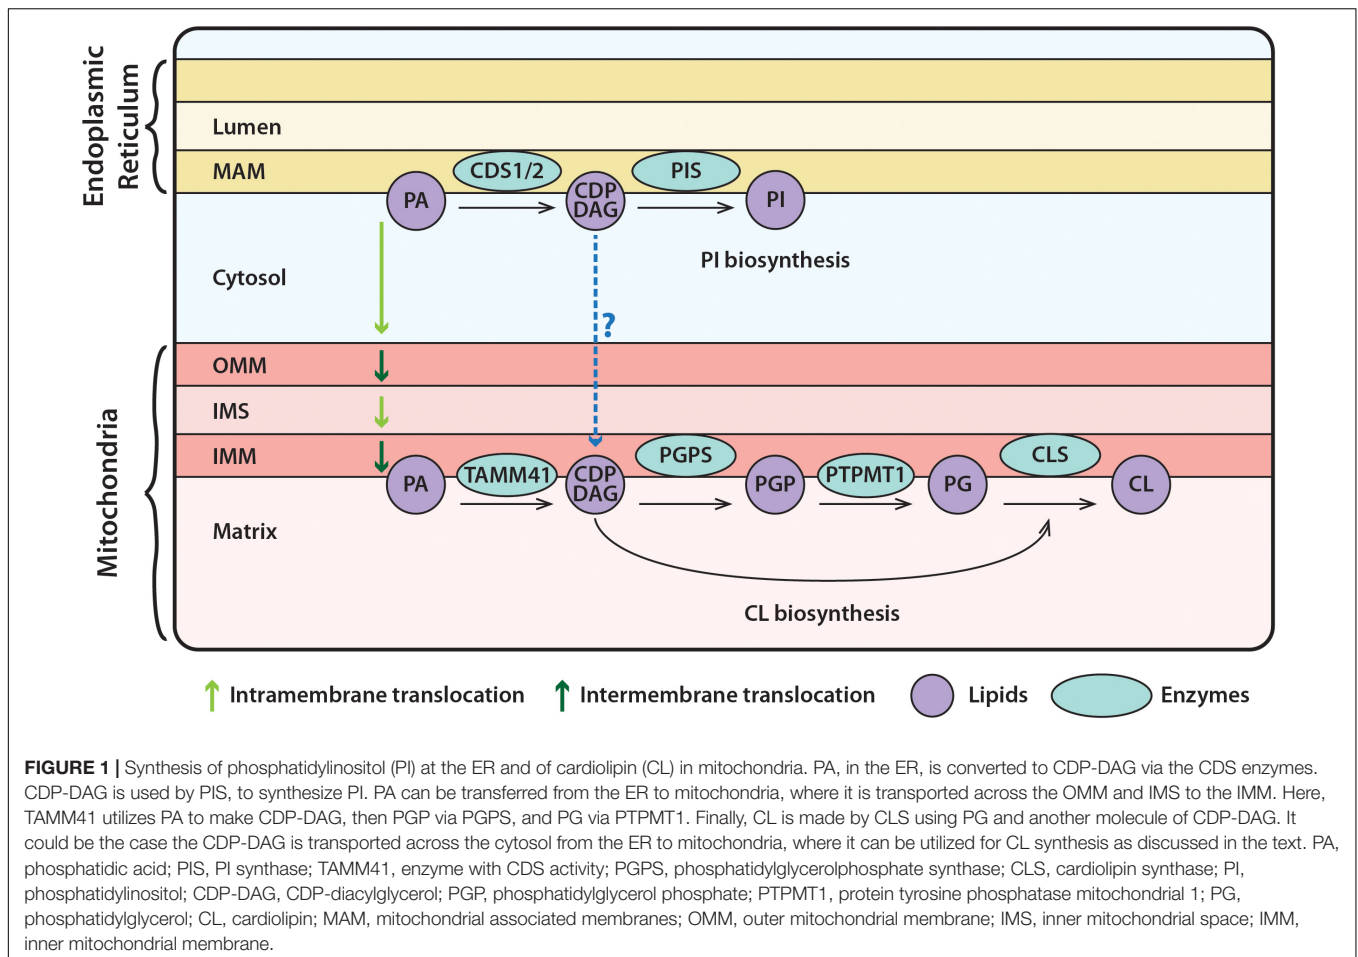 Endoplasmic
Reticulum
Lumen
MAM
CDS1/2
PIS
PA
CDP
DAG
PI
PI biosynthesis
Cytosol
?
Mitochondria
OMM
IMS
IMM
PGPS
CLS
PA
TAMM41
CDP
DAG
PGP
PTPMT1
PG
CL
Matrix
CL biosynthesis
Intramembrane translocation
Intermembrane translocation
Lipids
Enzymes
FIGURE 1 | Synthesis of phosphatidylinositol (PI) at the ER and of cardiolipin (CL) in mitochondria. PA, in the ER, is converted to CDP-DAG via the CDS enzymes.
CDP-DAG is used by PIS, to synthesize PI. PA can be transferred from the ER to mitochondria, where it is transported across the OMM and IMS to the IMM. Here,
TAMM41 utilizes PA to make CDP-DAG, then PGP via PGPS, and PG via PTPMT1. Finally, CL is made by CLS using PG and another molecule of CDP-DAG. It
could be the case the CDP-DAG is transported across the cytosol from the ER to mitochondria, where it can be utilized for CL synthesis as discussed in the text. PA,
phosphatidic acid; PIS, PI synthase; TAMM41, enzyme with CDS activity; PGPS, phosphatidylglycerolphosphate synthase; CLS, cardiolipin synthase; PI,
phosphatidylinositol; CDP-DAG, CDP-diacylglycerol; PGP, phosphatidylglycerol phosphate; PTPMT1, protein tyrosine phosphatase mitochondrial 1; PG,
phosphatidylglycerol; CL, cardiolipin; MAM, mitochondrial associated membranes; OMM, outer mitochondrial membrane; IMS, inner mitochondrial space; IMM,
inner mitochondrial membrane.